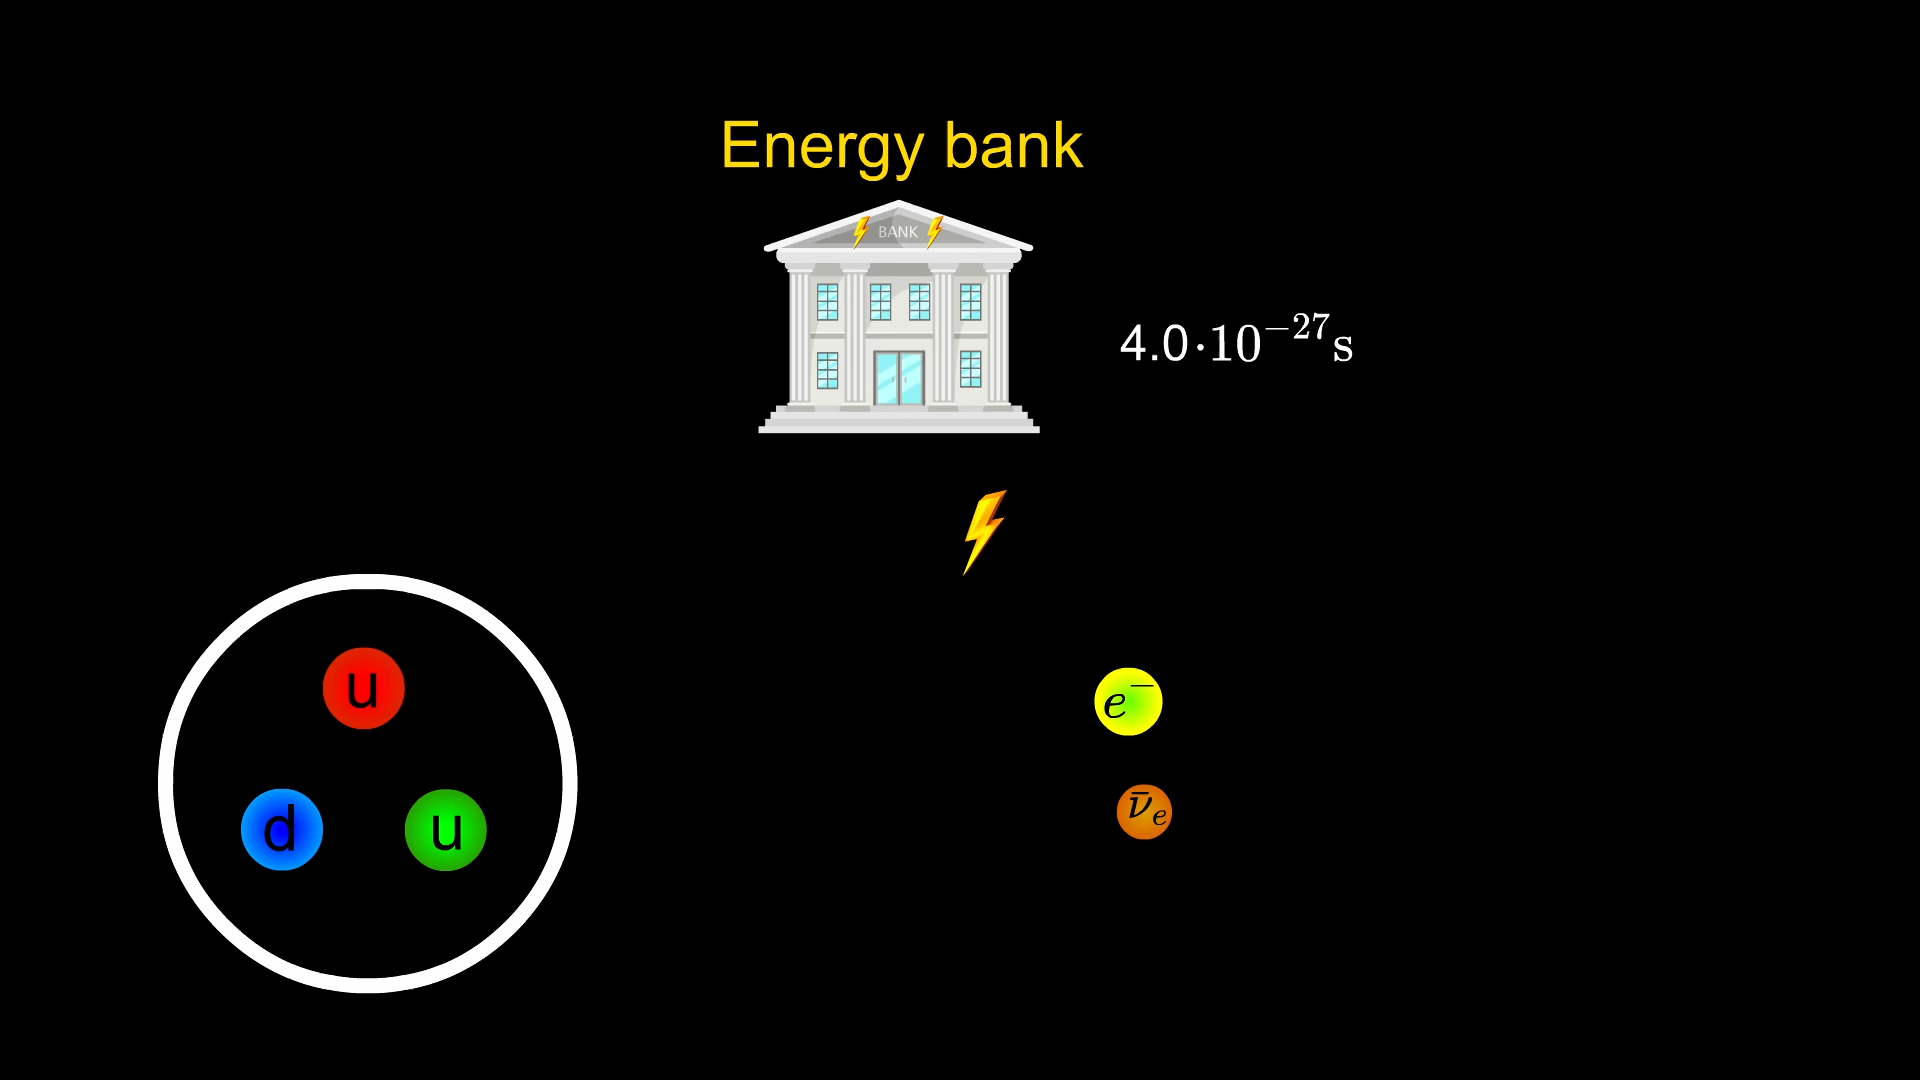 Energy bank
BANK
4.0·10⁻²⁷s
u
e⁻
d
u
ν̄ₑ